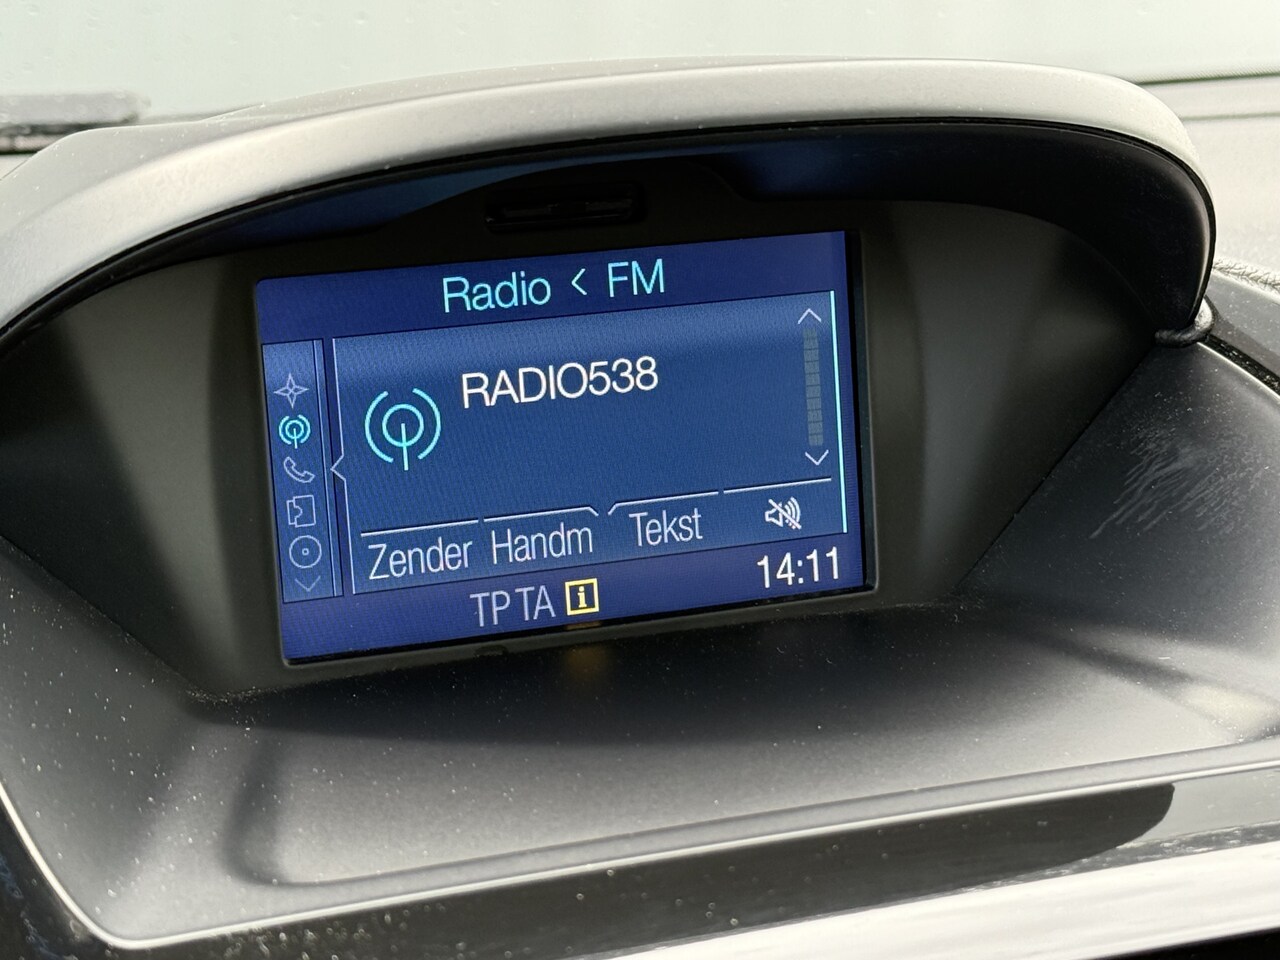 Radio < FM
RADIO538
Zender Handm Tekst
TP TA i 14:11